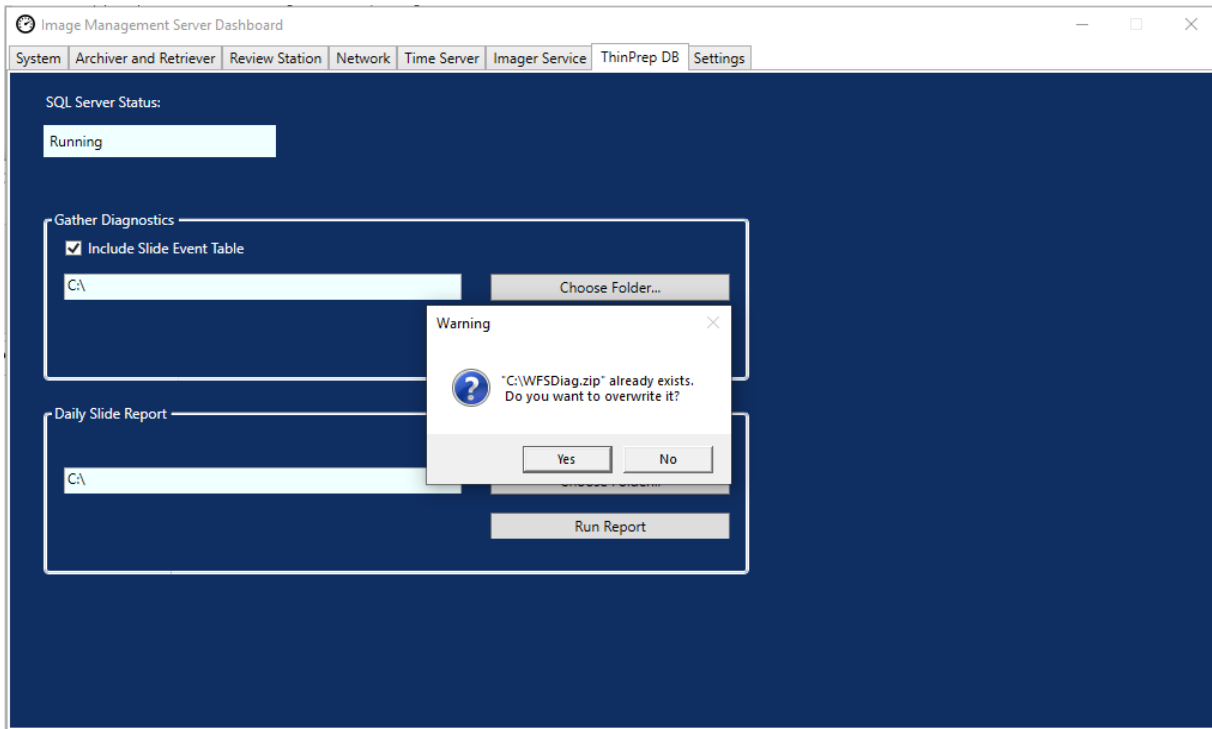 Image Management Server Dashboard
System Archiver and Retriever Review Station Network Time Server Imager Service ThinPrep DB Settings
SQL Server Status:
Running
Gather Diagnostics
Include Slide Event Table
C:\
Choose Folder...
Warning
"C:\WFSDiag.zip" already exists.
Do you want to overwrite it?
Yes No
Daily Slide Report
C:\
Run Report